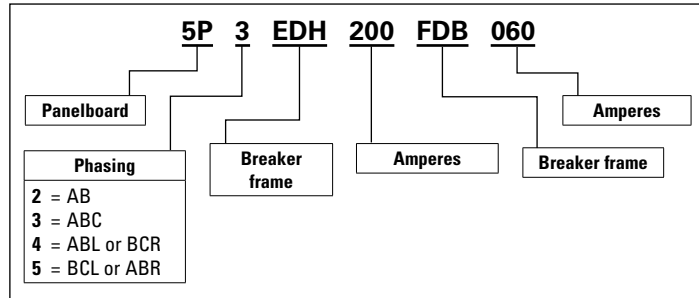 5P 3 EDH 200 FDB 060
Panelboard
Amperes
Phasing
2 = AB
3 = ABC
4 = ABL or BCR
5 = BCL or ABR
Breaker
frame
Amperes
Breaker frame